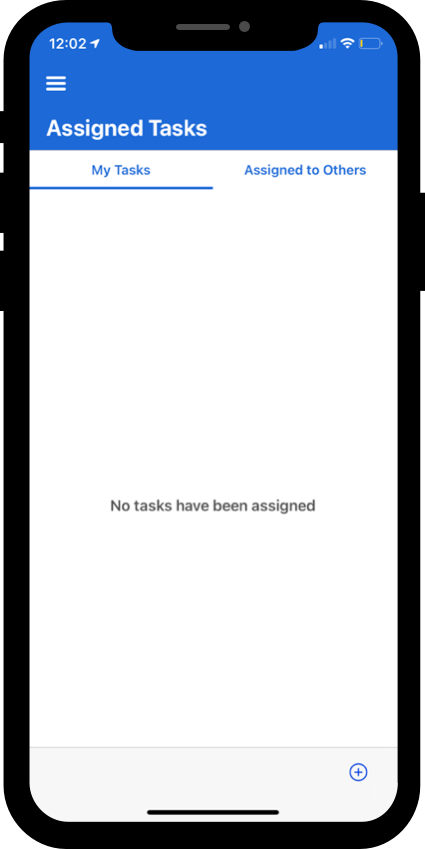 12:02
Assigned Tasks
My Tasks
Assigned to Others
No tasks have been assigned